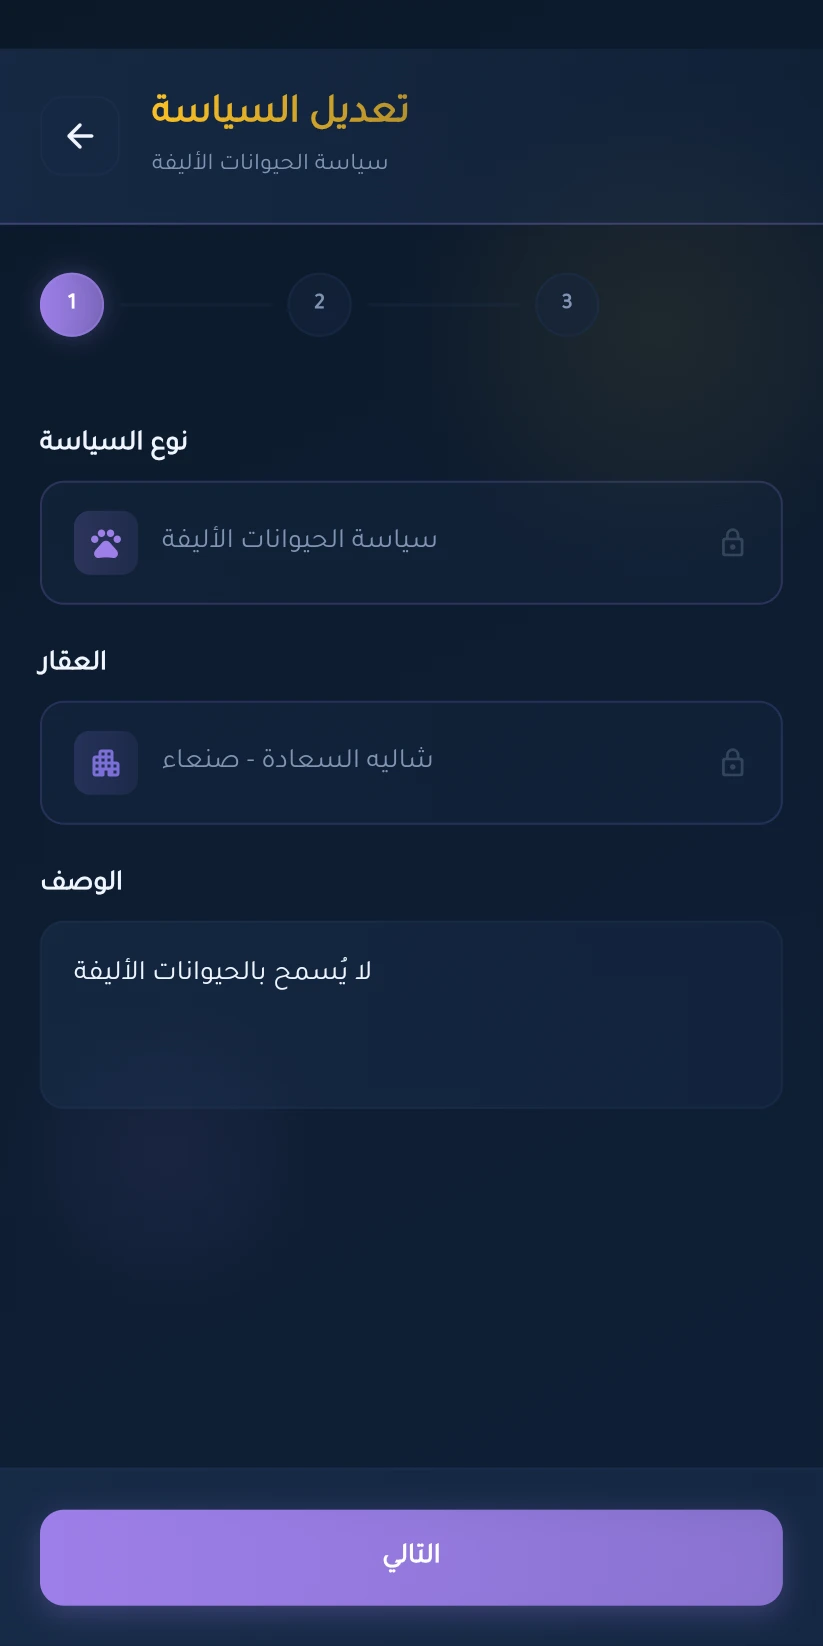 تعديل السياسة
سياسة الحيوانات الأليفة
1
2
3
نوع السياسة
سياسة الحيوانات الأليفة
العقار
شاليه السعادة - صنعاء
الوصف
لا يُسمح بالحيوانات الأليفة
التالي